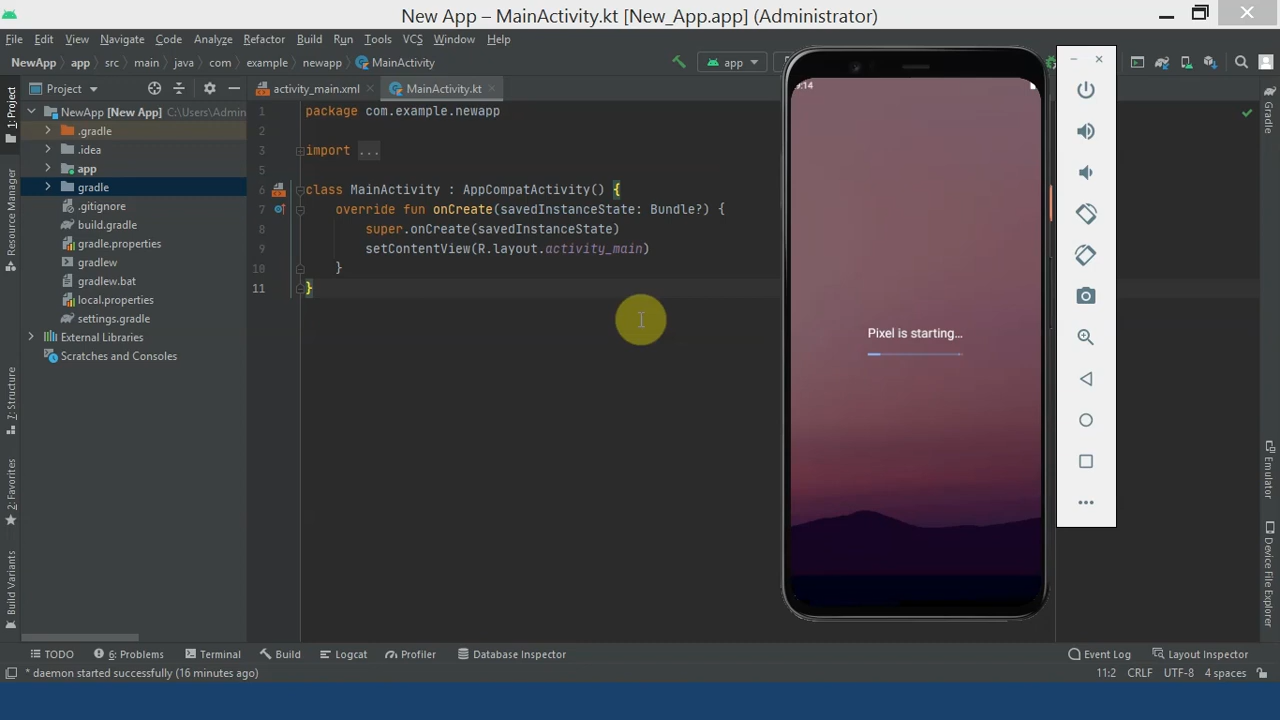 New App – MainActivity.kt [New_App.app] (Administrator)
File Edit View Navigate Code Analyze Refactor Build Run Tools VCS Window Help
NewApp app src main java com example newapp MainActivity
app
Project
activity_main.xml
MainActivity.kt
1: Project
Resource Manager
7: Structure
2: Favorites
Build Variants
NewApp [New App] C:\Users\Admin
.gradle
.idea
app
gradle
.gitignore
build.gradle
gradle.properties
gradlew
gradlew.bat
local.properties
settings.gradle
External Libraries
Scratches and Consoles
1 package com.example.newapp
2
3 import ...
5
6 class MainActivity : AppCompatActivity() {
7 override fun onCreate(savedInstanceState: Bundle?) {
8 super.onCreate(savedInstanceState)
9 setContentView(R.layout.activity_main)
10 }
11 }
:14
Pixel is starting…
Gradle
Emulator
Device File Explorer
TODO 6: Problems Terminal Build Logcat Profiler Database Inspector Event Log Layout Inspector
* daemon started successfully (16 minutes ago) 11:2 CRLF UTF-8 4 spaces